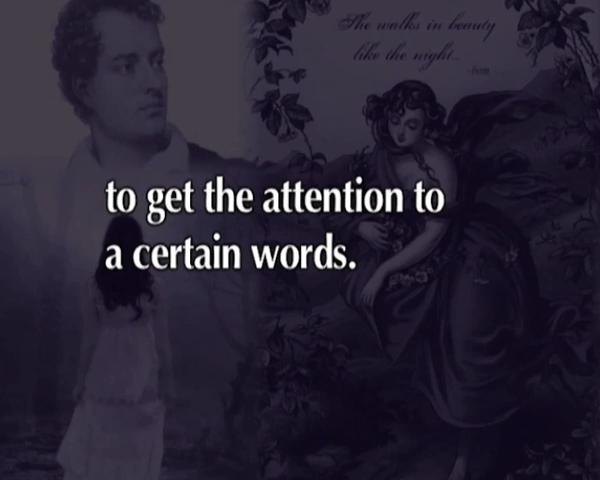 She walks in beauty
like the night...
to get the attention to
a certain words.